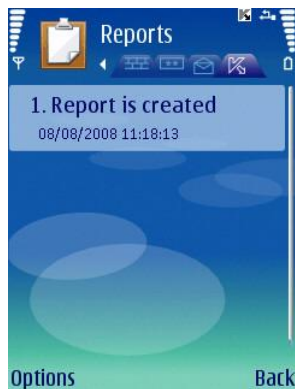 Reports
1. Report is created
08/08/2008 11:18:13
Options
Back